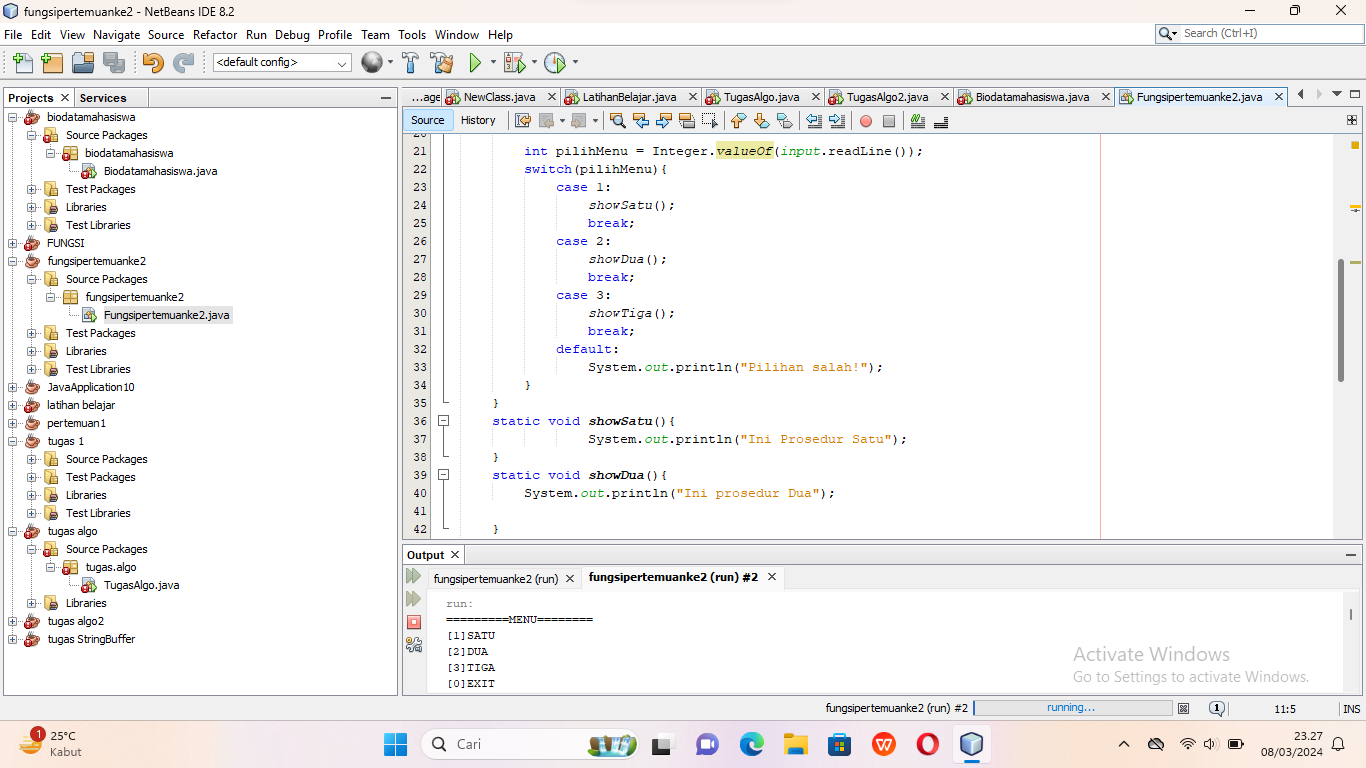 fungsipertemuanke2 - NetBeans IDE 8.2
File Edit View Navigate Source Refactor Run Debug Profile Team Tools Window Help
Search (Ctrl+I)
<default config>
Projects Services
biodatamahasiswa
Source Packages
biodatamahasiswa
Biodatamahasiswa.java
Test Packages
Libraries
Test Libraries
FUNGSI
fungsipertemuanke2
Source Packages
fungsipertemuanke2
Fungsipertemuanke2.java
Test Packages
Libraries
Test Libraries
JavaApplication10
latihan belajar
pertemuan1
tugas 1
Source Packages
Test Packages
Libraries
Test Libraries
tugas algo
Source Packages
tugas.algo
TugasAlgo.java
Libraries
tugas algo2
tugas StringBuffer
...age NewClass.java LatihanBelajar.java TugasAlgo.java TugasAlgo2.java Biodatamahasiswa.java Fungsipertemuanke2.java
Source History
20
21 int pilihMenu = Integer.valueOf(input.readLine());
22 switch(pilihMenu){
23 case 1:
24 showSatu();
25 break;
26 case 2:
27 showDua();
28 break;
29 case 3:
30 showTiga();
31 break;
32 default:
33 System.out.println("Pilihan salah!");
34 }
35 }
36 static void showSatu(){
37 System.out.println("Ini Prosedur Satu");
38 }
39 static void showDua(){
40 System.out.println("Ini prosedur Dua");
41
42 }
Output
fungsipertemuanke2 (run) fungsipertemuanke2 (run) #2
run:
=========MENU========
[1]SATU
[2]DUA
[3]TIGA
[0]EXIT
Activate Windows
Go to Settings to activate Windows.
fungsipertemuanke2 (run) #2 running... 1 11:5 INS
1
25°C
Kabut
Cari
23.27
08/03/2024